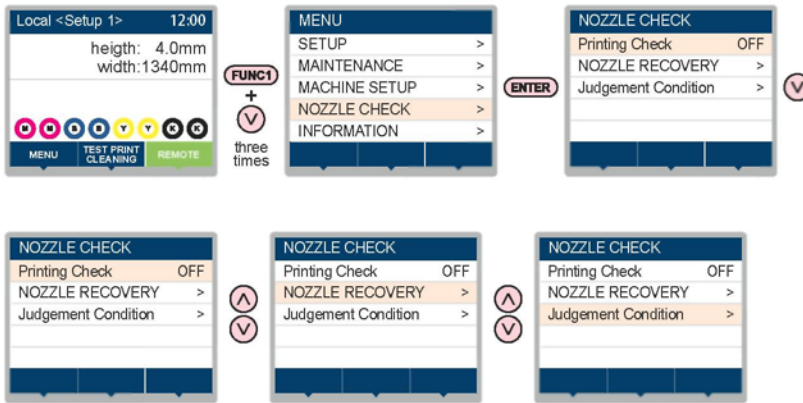 Local <Setup 1> 12:00
heigth: 4.0mm
width:1340mm
M M B B Y Y K K
MENU TEST PRINT CLEANING REMOTE
FUNC1
+
three
times
MENU
SETUP >
MAINTENANCE >
MACHINE SETUP >
NOZZLE CHECK >
INFORMATION >
ENTER
NOZZLE CHECK
Printing Check OFF
NOZZLE RECOVERY >
Judgement Condition >
NOZZLE CHECK
Printing Check OFF
NOZZLE RECOVERY >
Judgement Condition >
NOZZLE CHECK
Printing Check OFF
NOZZLE RECOVERY >
Judgement Condition >
NOZZLE CHECK
Printing Check OFF
NOZZLE RECOVERY >
Judgement Condition >